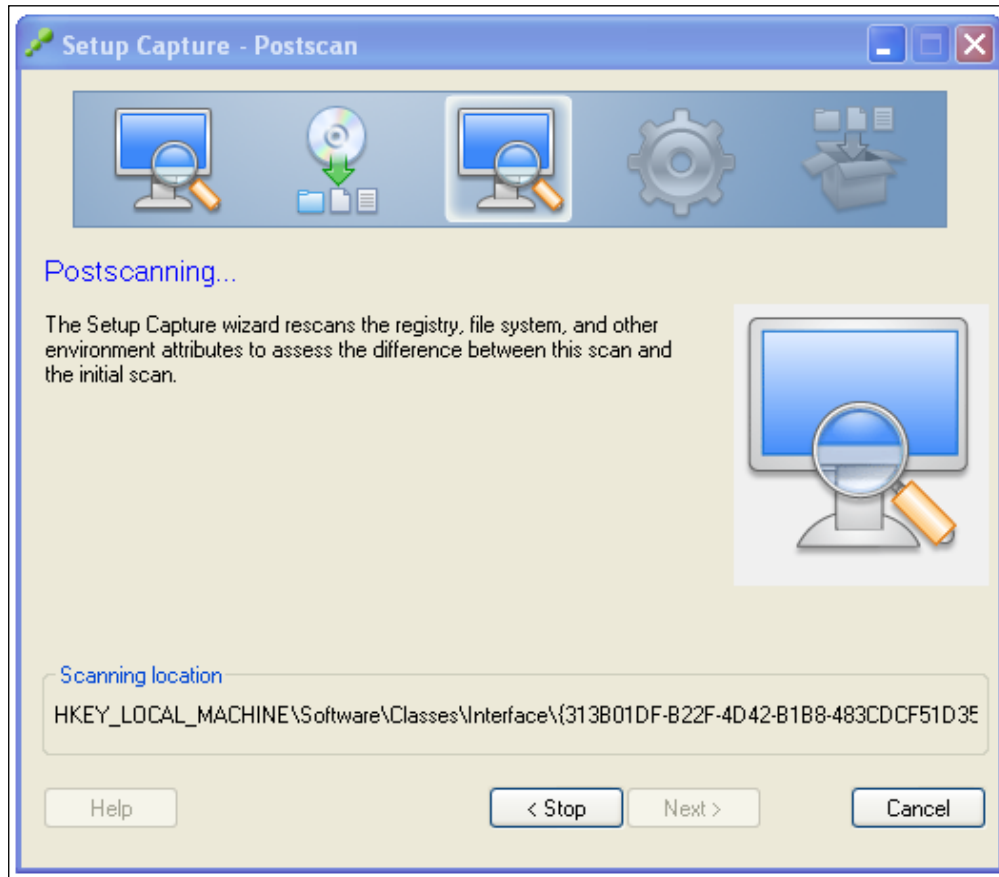 Setup Capture - Postscan
Postscanning...
The Setup Capture wizard rescans the registry, file system, and other
environment attributes to assess the difference between this scan and
the initial scan.
Scanning location
HKEY_LOCAL_MACHINE\Software\Classes\Interface\{313B01DF-B22F-4D42-B1B8-483CDCF51D35
Help
< Stop
Next >
Cancel